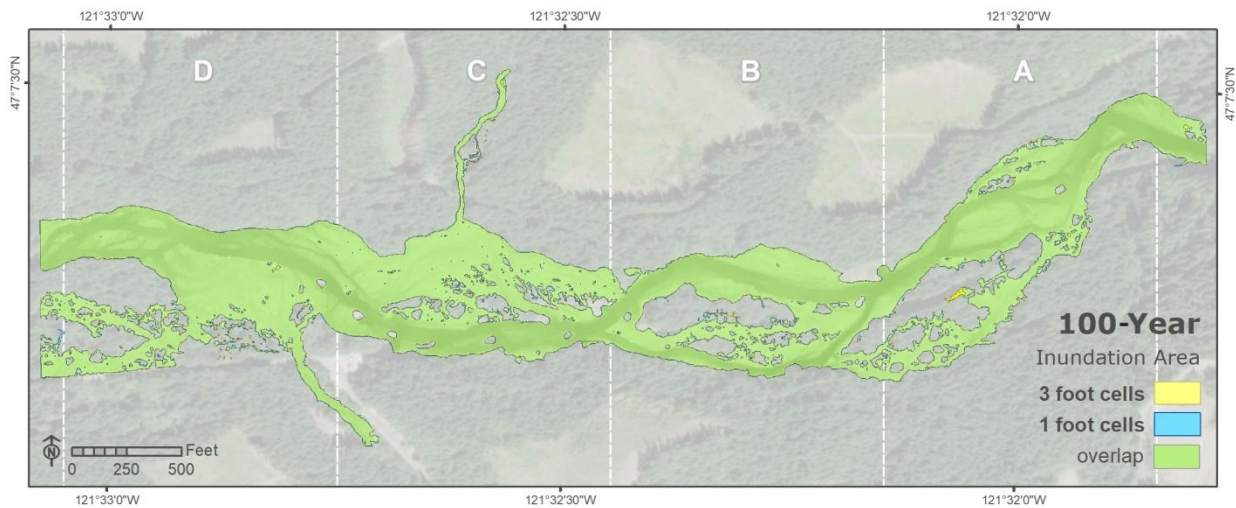 121°33'0"W 121°32'30"W 121°32'0"W
47°7'30"N
47°7'30"N
D C B A
100-Year
Inundation Area
3 foot cells
1 foot cells
overlap
N
Feet
0 250 500
121°33'0"W 121°32'30"W 121°32'0"W